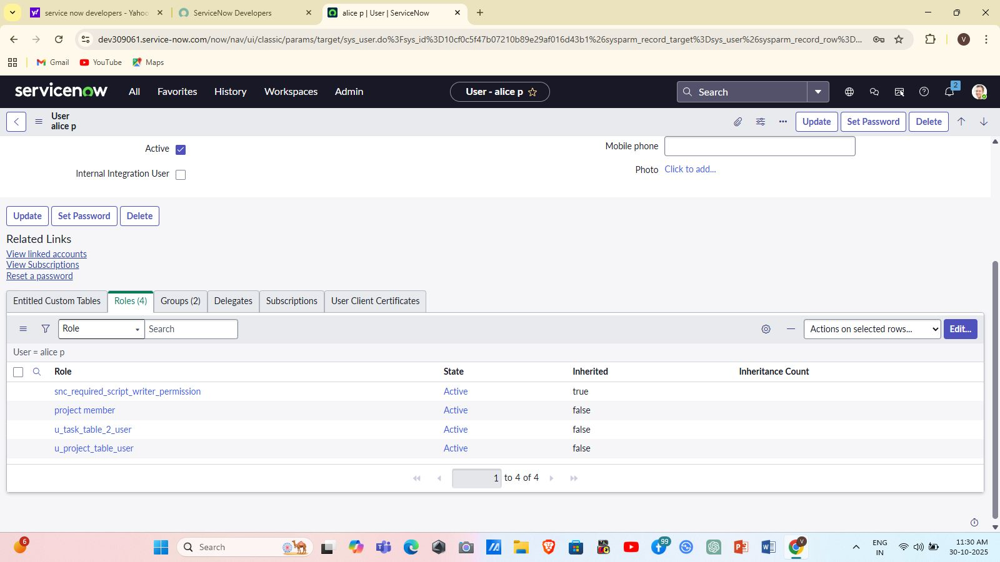 service now developers - Yahoo
ServiceNow Developers
alice p | User | ServiceNow
dev309061.service-now.com/now/nav/ui/classic/params/target/sys_user.do%3Fsys_id%3D10cf0c5f47b07210b89e29af016d43b1%26sysparm_record_target%3Dsys_user%26sysparm_record_row%3D...
V
Gmail
YouTube
Maps
servicenow
All
Favorites
History
Workspaces
Admin
User - alice p
Search
2
User
alice p
Update
Set Password
Delete
Active
Mobile phone
Internal Integration User
Photo
Click to add...
Update
Set Password
Delete
Related Links
View linked accounts
View Subscriptions
Reset a password
Entitled Custom Tables
Roles (4)
Groups (2)
Delegates
Subscriptions
User Client Certificates
Role
Search
Actions on selected rows...
Edit...
User = alice p
Role State Inherited Inheritance Count
snc_required_script_writer_permission Active true
project member Active false
u_task_table_2_user Active false
u_project_table_user Active false
1 to 4 of 4
6
Search
99
V
ENG
IN
11:30 AM
30-10-2025